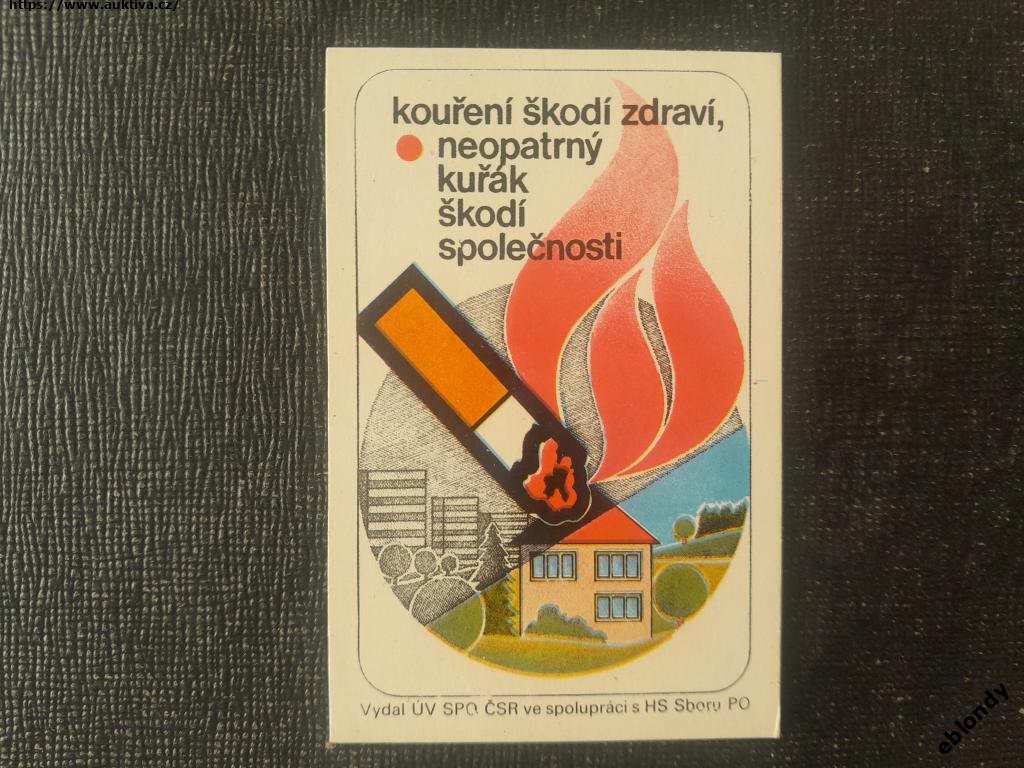 https://www.auktiva.cz/
kouření škodí zdraví,
neopatrný
kuřák
škodí
společnosti
Vydal ÚV SPO ČSR ve spolupráci s HS Sboru PO
eblondy